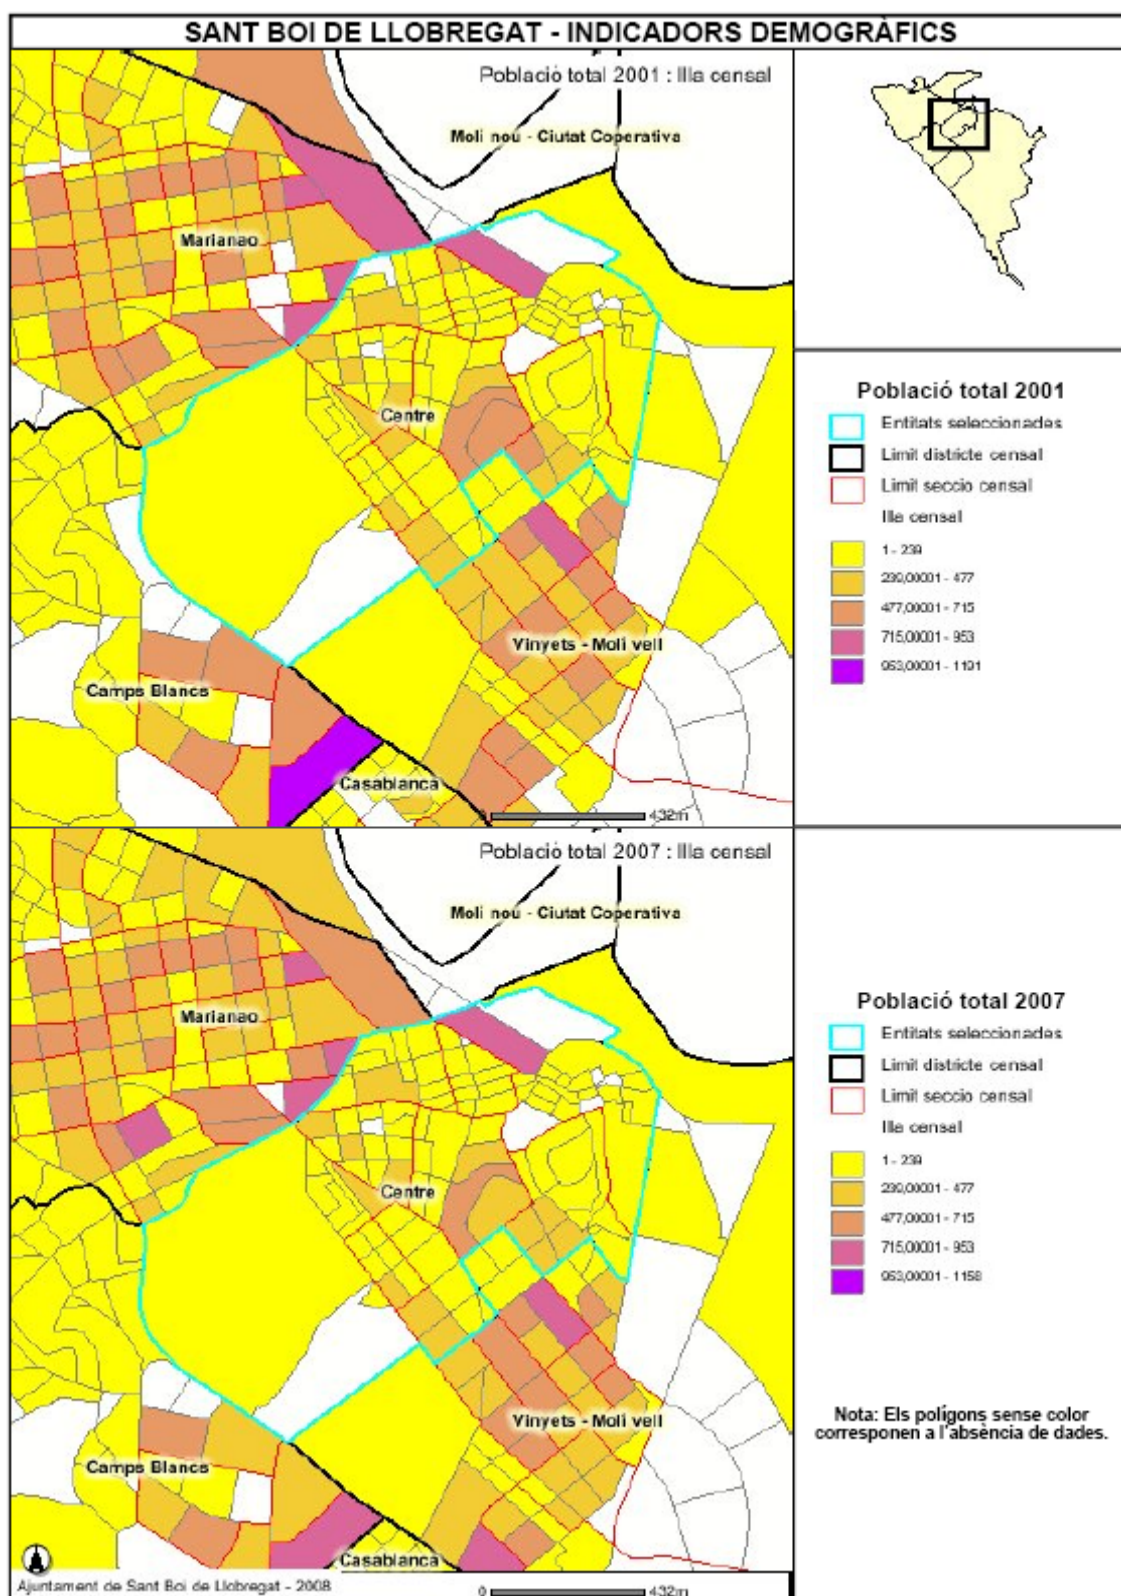 SANT BOI DE LLOBREGAT - INDICADORS DEMOGRÀFICS
Població total 2001 : Illa censal
Molí nou - Ciutat Coperativa
Marianao
Centre
Vinyets - Molí vell
Camps Blancs
Casablanca
0 432m
Població total 2001
Entitats seleccionades
Límit districte censal
Límit seccio censal
Illa censal
1 - 239
239,00001 - 477
477,00001 - 715
715,00001 - 953
953,00001 - 1191
Població total 2007 : Illa censal
Molí nou - Ciutat Coperativa
Marianao
Centre
Vinyets - Molí vell
Camps Blancs
Casablanca
Ajuntament de Sant Boi de Llobregat - 2008
0 432m
Població total 2007
Entitats seleccionades
Límit districte censal
Límit seccio censal
Illa censal
1 - 239
239,00001 - 477
477,00001 - 715
715,00001 - 953
953,00001 - 1158
Nota: Els polígons sense color
corresponen a l'absència de dades.